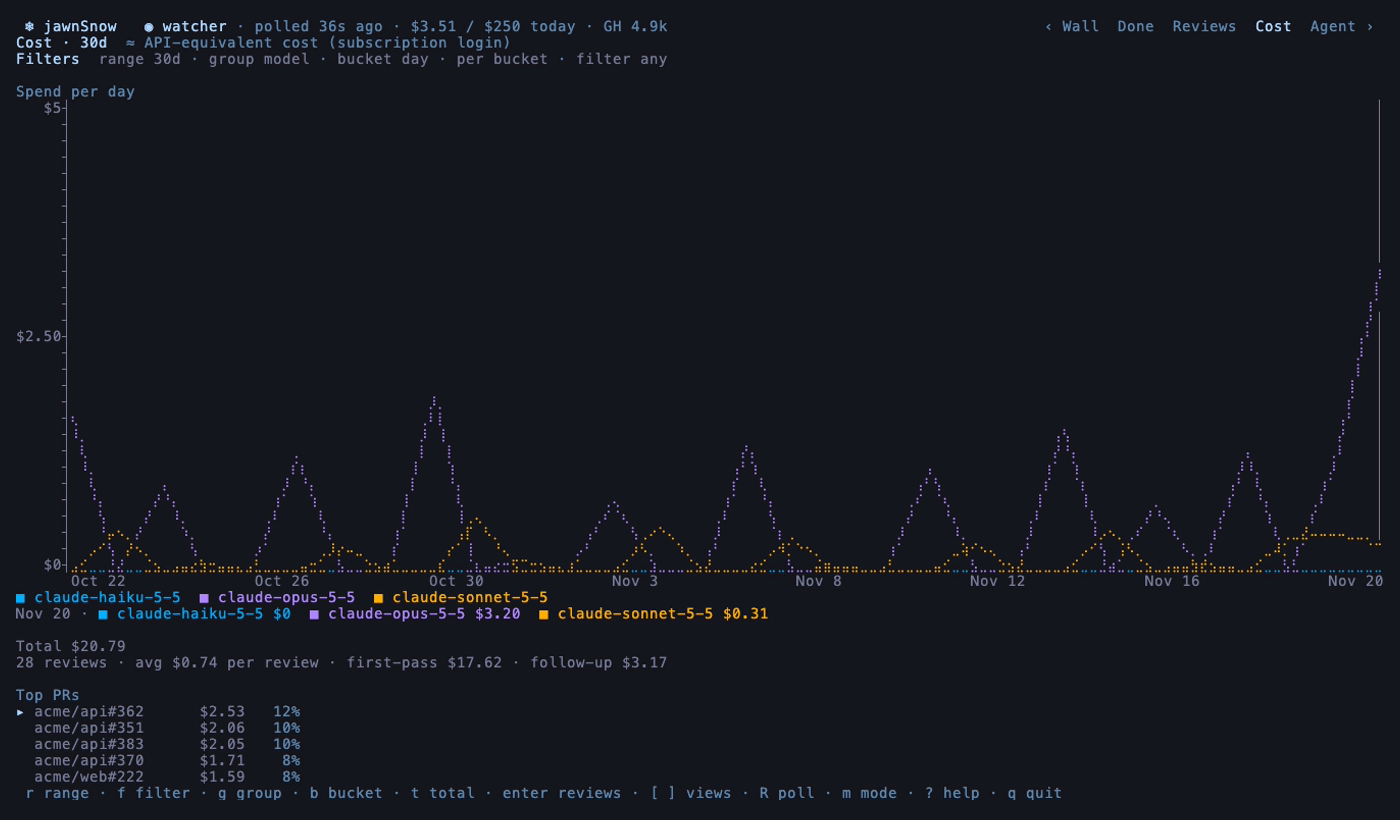 ❄ jawnSnow ◉ watcher · polled 36s ago · $3.51 / $250 today · GH 4.9k ‹ Wall Done Reviews Cost Agent ›
Cost · 30d ≈ API-equivalent cost (subscription login)
Filters range 30d · group model · bucket day · per bucket · filter any
Spend per day
$5
$2.50
$0
Oct 22 Oct 26 Oct 30 Nov 3 Nov 8 Nov 12 Nov 16 Nov 20
■ claude-haiku-5-5 ■ claude-opus-5-5 ■ claude-sonnet-5-5
Nov 20 · ■ claude-haiku-5-5 $0 ■ claude-opus-5-5 $3.20 ■ claude-sonnet-5-5 $0.31
Total $20.79
28 reviews · avg $0.74 per review · first-pass $17.62 · follow-up $3.17
Top PRs
▸ acme/api#362 $2.53 12%
acme/api#351 $2.06 10%
acme/api#383 $2.05 10%
acme/api#370 $1.71 8%
acme/web#222 $1.59 8%
r range · f filter · g group · b bucket · t total · enter reviews · [ ] views · R poll · m mode · ? help · q quit